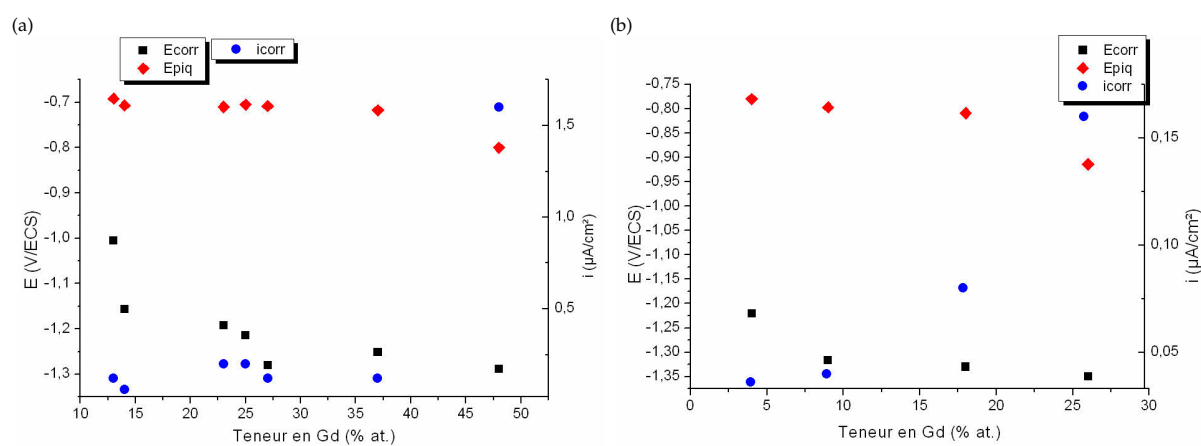 (a)
Ecorr
Epiq
icorr
-0,7
-0,8
-0,9
-1,0
-1,1
-1,2
-1,3
E (V/ECS)
10 15 20 25 30 35 40 45 50
Teneur en Gd (% at.)
1,5
1,0
0,5
i (µA/cm²)
(b)
Ecorr
Epiq
icorr
-0,75
-0,80
-0,85
-0,90
-0,95
-1,00
-1,05
-1,10
-1,15
-1,20
-1,25
-1,30
-1,35
E (V/ECS)
0 5 10 15 20 25 30
Teneur en Gd (% at.)
0,15
0,10
0,05
i (µA/cm²)